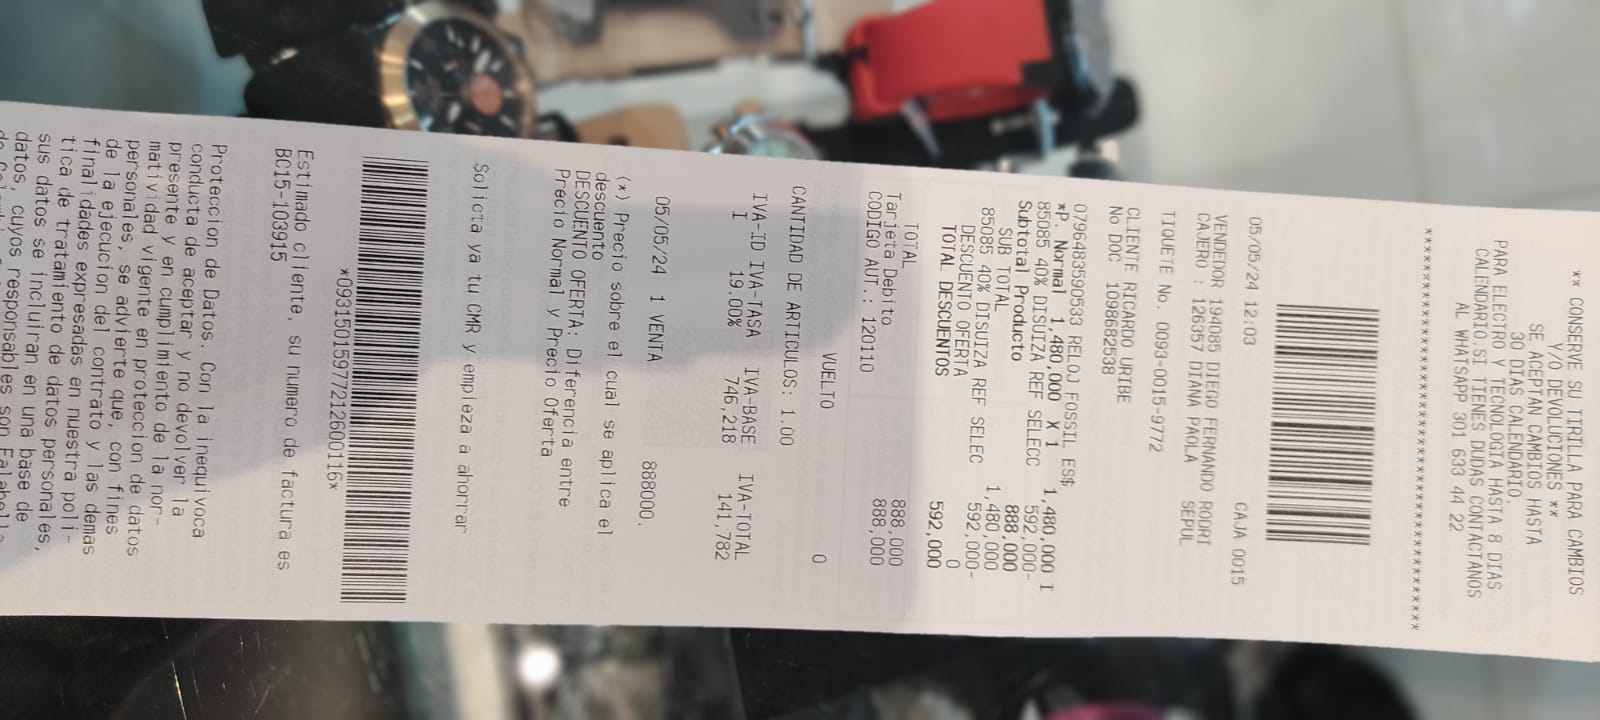 ** CONSERVE SU TIRILLA PARA CAMBIOS
Y/O DEVOLUCIONES **
SE ACEPTAN CAMBIOS HASTA
30 DIAS CALENDARIO.
PARA ELECTRO Y TECNOLOGIA HASTA 8 DIAS
CALENDARIO.SI TIENES DUDAS CONTACTANOS
AL WHATSAPP 301 633 44 22
****************************************
05/05/24 12:03 CAJA 0015
VENDEDOR 194085 DIEGO FERNANDO RODRI
CAJERO : 126357 DIANA PAOLA SEPUL
TIQUETE No. 0093-0015-9772
CLIENTE RICARDO URIBE
No DOC 1098682538
0796483590533 RELOJ FOSSIL ES$
*P. Normal 1,480,000 X 1 1,480,000 I
85085 40% DISUIZA REF SELECC 592,000-
Subtotal Producto 888,000
SUB TOTAL 1,480,000
85085 40% DISUIZA REF SELEC 592,000-
DESCUENTO OFERTA 0
TOTAL DESCUENTOS 592,000
TOTAL 888,000
Tarjeta Debito 888,000
CODIGO AUT.: 120110
VUELTO 0
CANTIDAD DE ARTICULOS: 1.00
IVA-ID IVA-TASA IVA-BASE IVA-TOTAL
I 19.00% 746,218 141,782
05/05/24 1 VENTA 888000.
(*) Precio sobre el cual se aplica el
descuento
DESCUENTO OFERTA: Diferencia entre
Precio Normal y Precio Oferta
Solicita ya tu CMR y empieza a ahorrar
*09315015977212600116*
Estimado cliente, su numero de factura es
BC15-103915
Proteccion de Datos. Con la inequivoca
conducta de aceptar y no devolver la
presente y en cumplimiento de la nor-
matividad vigente en proteccion de datos
personales, se advierte que, con fines
de la ejecucion del contrato y las demas
finalidades expresadas en nuestra poli-
tica de tratamiento de datos personales,
sus datos se incluiran en una base de
datos, cuyos responsables son Falabella